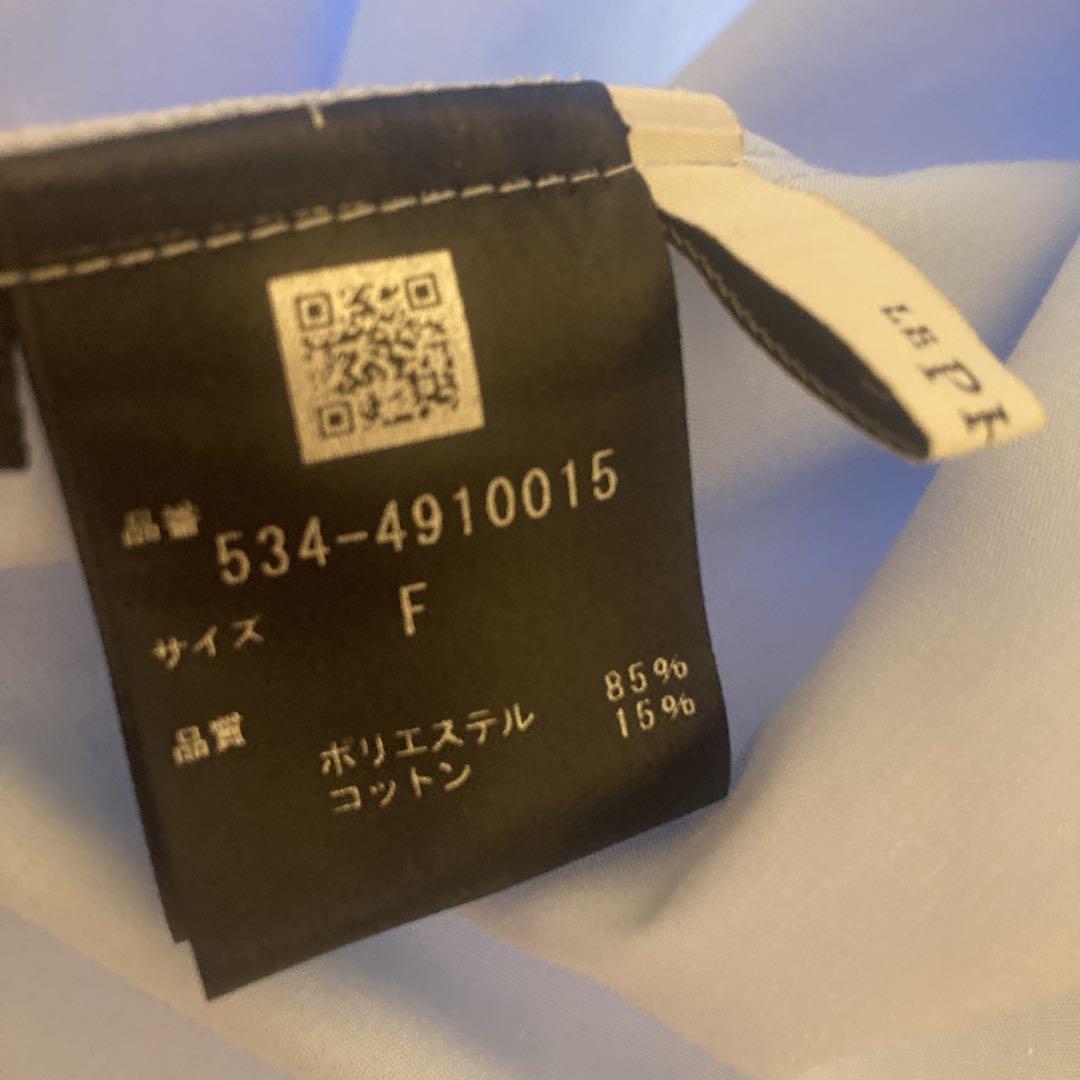 品番 534-4910015
サイズ F
品質
ポリエステル 85%
コットン 15%